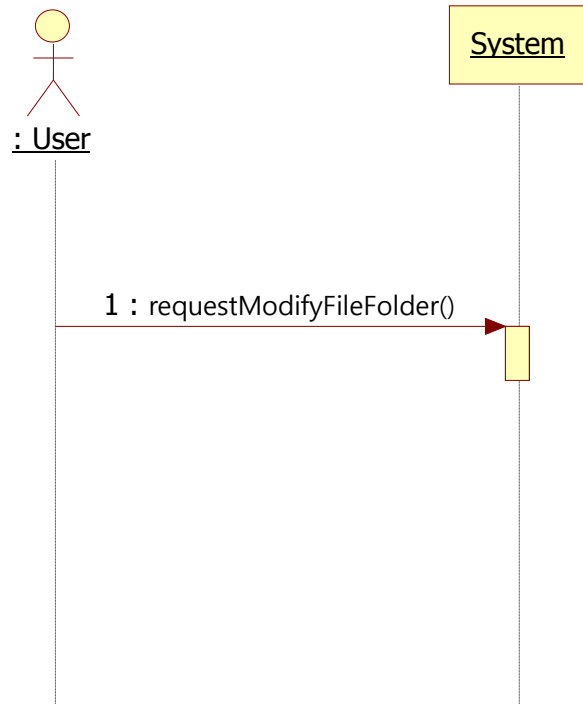 System
: User
1 : requestModifyFileFolder()